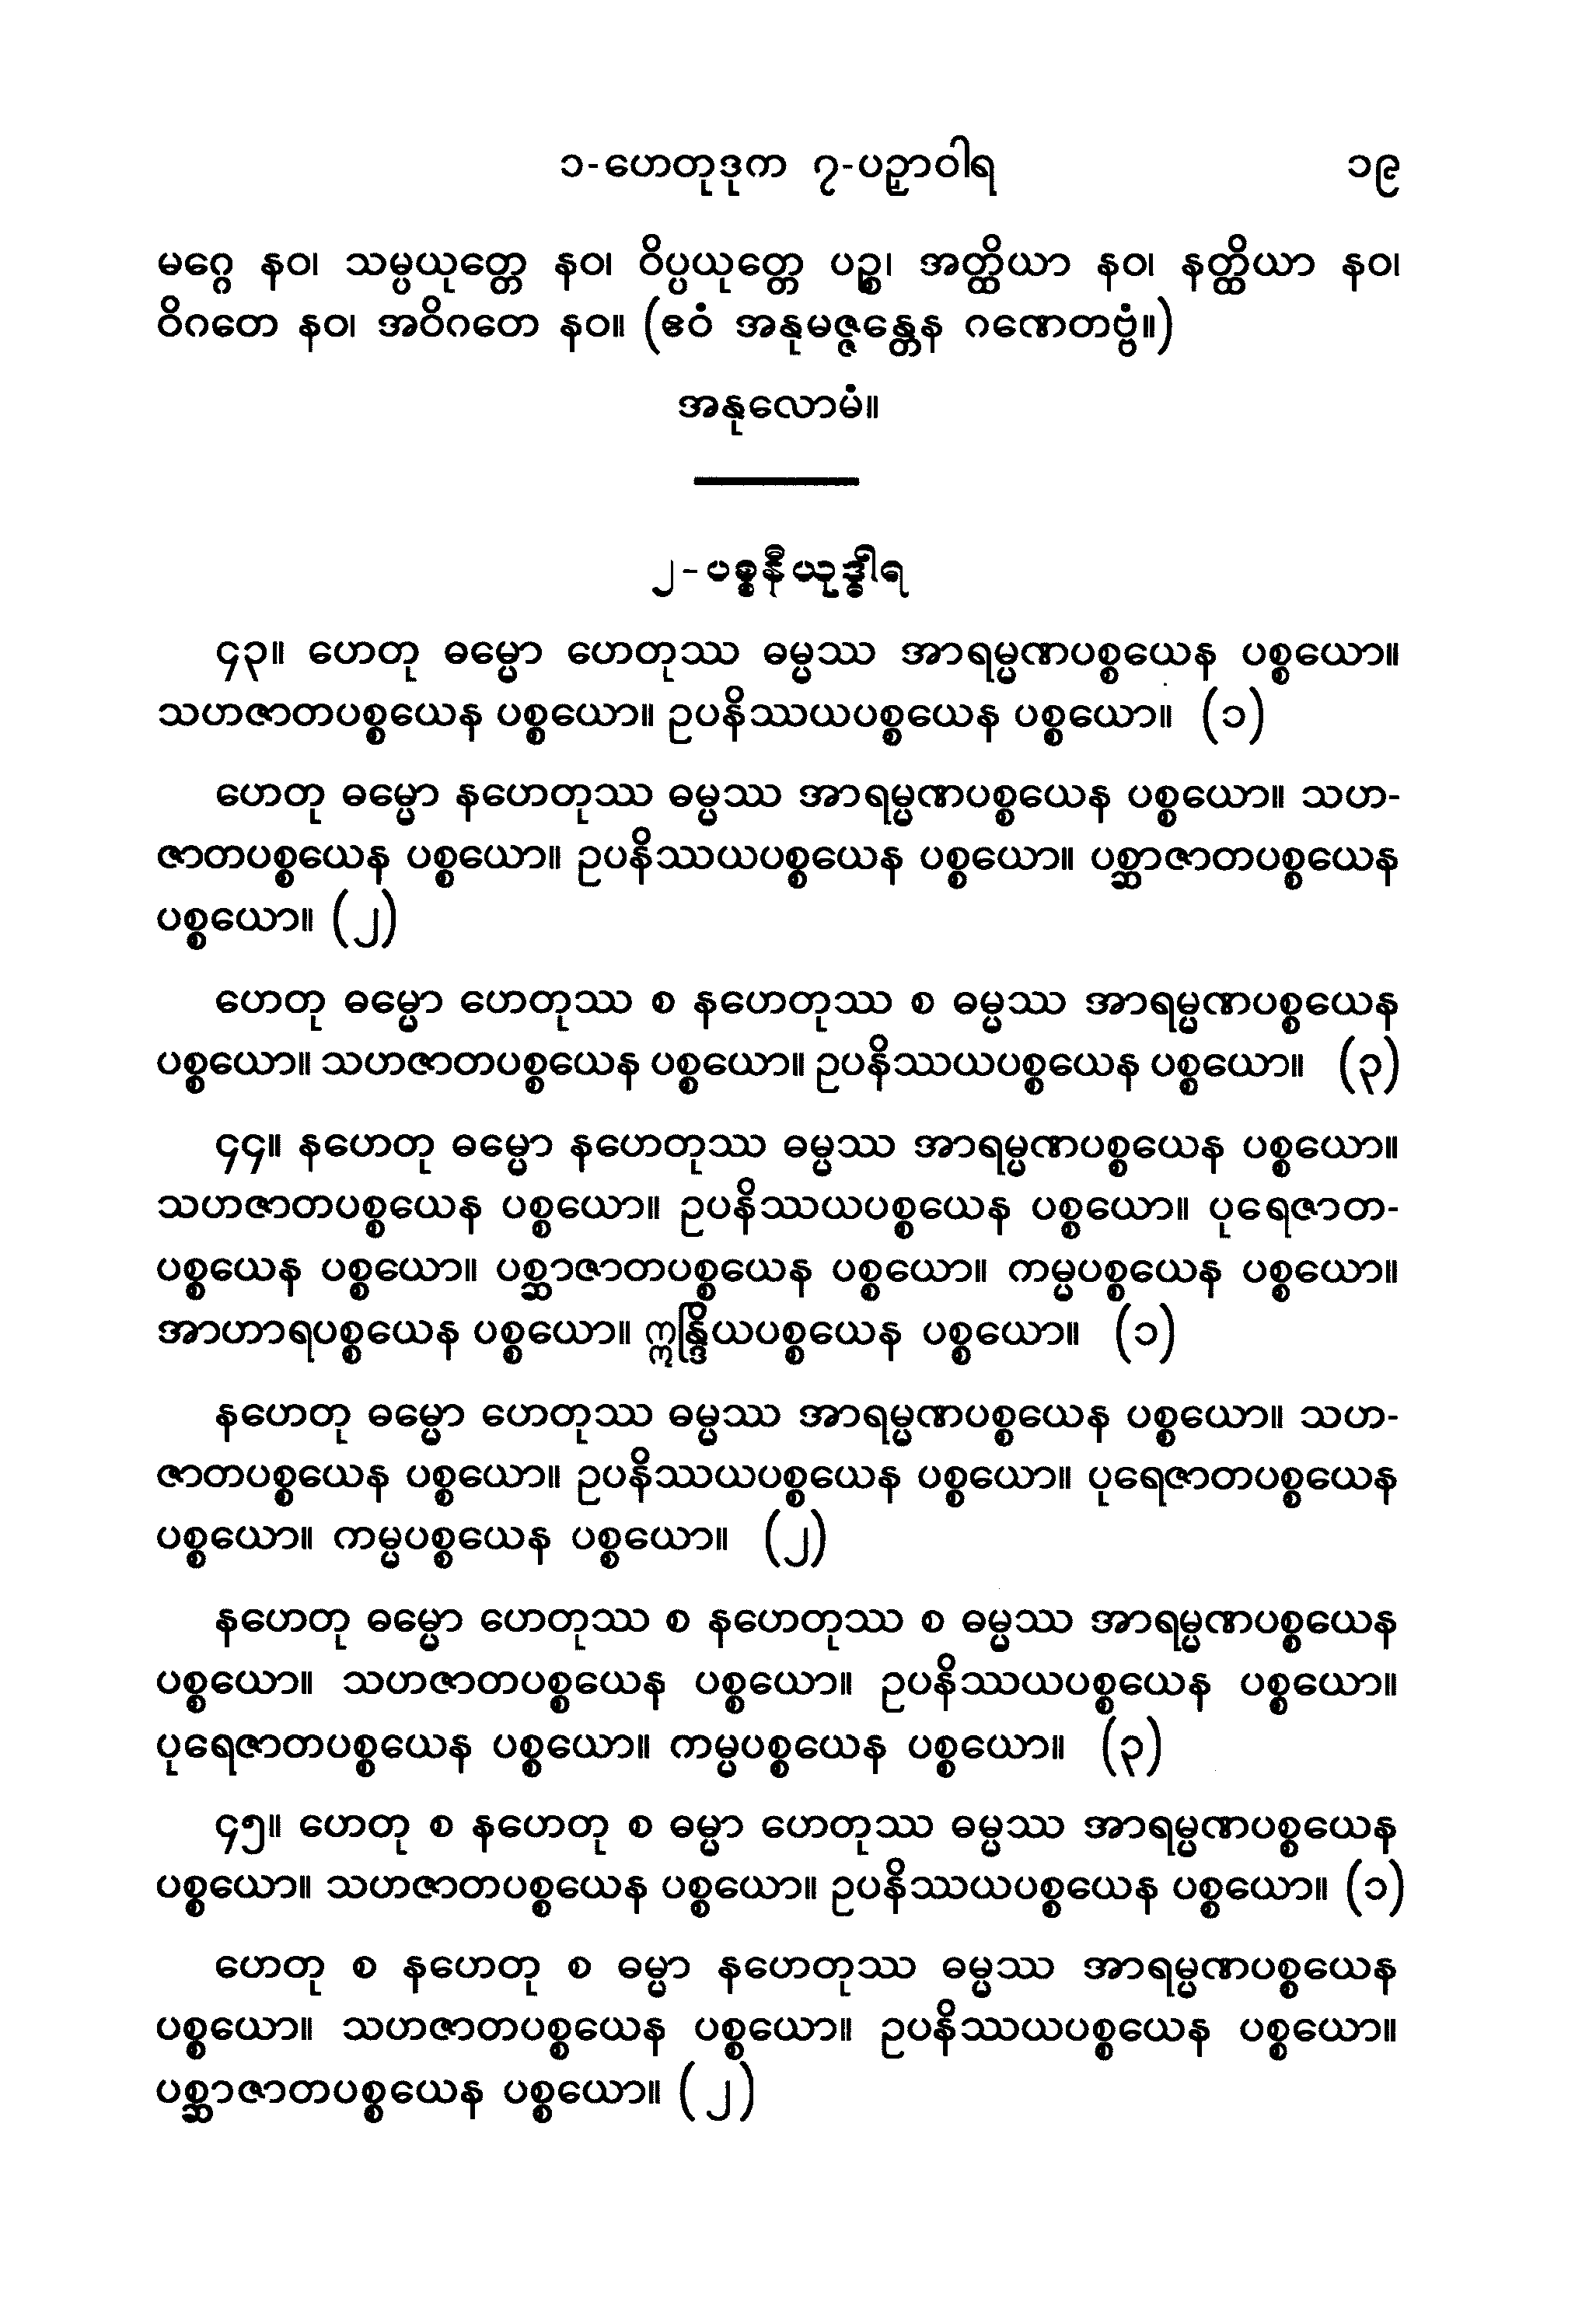 ၁-ဟေတုဒုက ၇-ပဉှာဝါရ ၁၉
မဂ္ဂေ နဝ၊ သမ္ပယုတ္တေ နဝ၊ ဝိပ္ပယုတ္တေ ပဉ္စ၊ အတ္ထိယာ နဝ၊ နတ္ထိယာ နဝ၊
ဝိဂတေ နဝ၊ အဝိဂတေ နဝ။ (ဧဝံ အနုမဇ္ဇန္တေန ဂဏေတဗ္ဗံ။)
အနုလောမံ။
၂-ပစ္စနီယုဒ္ဓါရ
၄၃။ ဟေတု ဓမ္မော ဟေတုဿ ဓမ္မဿ အာရမ္မဏပစ္စယေန ပစ္စယော။
သဟဇာတပစ္စယေန ပစ္စယော။ ဥပနိဿယပစ္စယေန ပစ္စယော။ (၁)
ဟေတု ဓမ္မော နဟေတုဿ ဓမ္မဿ အာရမ္မဏပစ္စယေန ပစ္စယော။ သဟ-
ဇာတပစ္စယေန ပစ္စယော။ ဥပနိဿယပစ္စယေန ပစ္စယော။ ပစ္ဆာဇာတပစ္စယေန
ပစ္စယော။ (၂)
ဟေတု ဓမ္မော ဟေတုဿ စ နဟေတုဿ စ ဓမ္မဿ အာရမ္မဏပစ္စယေန
ပစ္စယော။ သဟဇာတပစ္စယေန ပစ္စယော။ ဥပနိဿယပစ္စယေန ပစ္စယော။ (၃)
၄၄။ နဟေတု ဓမ္မော နဟေတုဿ ဓမ္မဿ အာရမ္မဏပစ္စယေန ပစ္စယော။
သဟဇာတပစ္စယေန ပစ္စယော။ ဥပနိဿယပစ္စယေန ပစ္စယော။ ပုရေဇာတ-
ပစ္စယေန ပစ္စယော။ ပစ္ဆာဇာတပစ္စယေန ပစ္စယော။ ကမ္မပစ္စယေန ပစ္စယော။
အာဟာရပစ္စယေန ပစ္စယော။ ဣန္ဒြိယပစ္စယေန ပစ္စယော။ (၁)
နဟေတု ဓမ္မော ဟေတုဿ ဓမ္မဿ အာရမ္မဏပစ္စယေန ပစ္စယော။ သဟ-
ဇာတပစ္စယေန ပစ္စယော။ ဥပနိဿယပစ္စယေန ပစ္စယော။ ပုရေဇာတပစ္စယေန
ပစ္စယော။ ကမ္မပစ္စယေန ပစ္စယော။ (၂)
နဟေတု ဓမ္မော ဟေတုဿ စ နဟေတုဿ စ ဓမ္မဿ အာရမ္မဏပစ္စယေန
ပစ္စယော။ သဟဇာတပစ္စယေန ပစ္စယော။ ဥပနိဿယပစ္စယေန ပစ္စယော။
ပုရေဇာတပစ္စယေန ပစ္စယော။ ကမ္မပစ္စယေန ပစ္စယော။ (၃)
၄၅။ ဟေတု စ နဟေတု စ ဓမ္မာ ဟေတုဿ ဓမ္မဿ အာရမ္မဏပစ္စယေန
ပစ္စယော။ သဟဇာတပစ္စယေန ပစ္စယော။ ဥပနိဿယပစ္စယေန ပစ္စယော။ (၁)
ဟေတု စ နဟေတု စ ဓမ္မာ နဟေတုဿ ဓမ္မဿ အာရမ္မဏပစ္စယေန
ပစ္စယော။ သဟဇာတပစ္စယေန ပစ္စယော။ ဥပနိဿယပစ္စယေန ပစ္စယော။
ပစ္ဆာဇာတပစ္စယေန ပစ္စယော။ (၂)